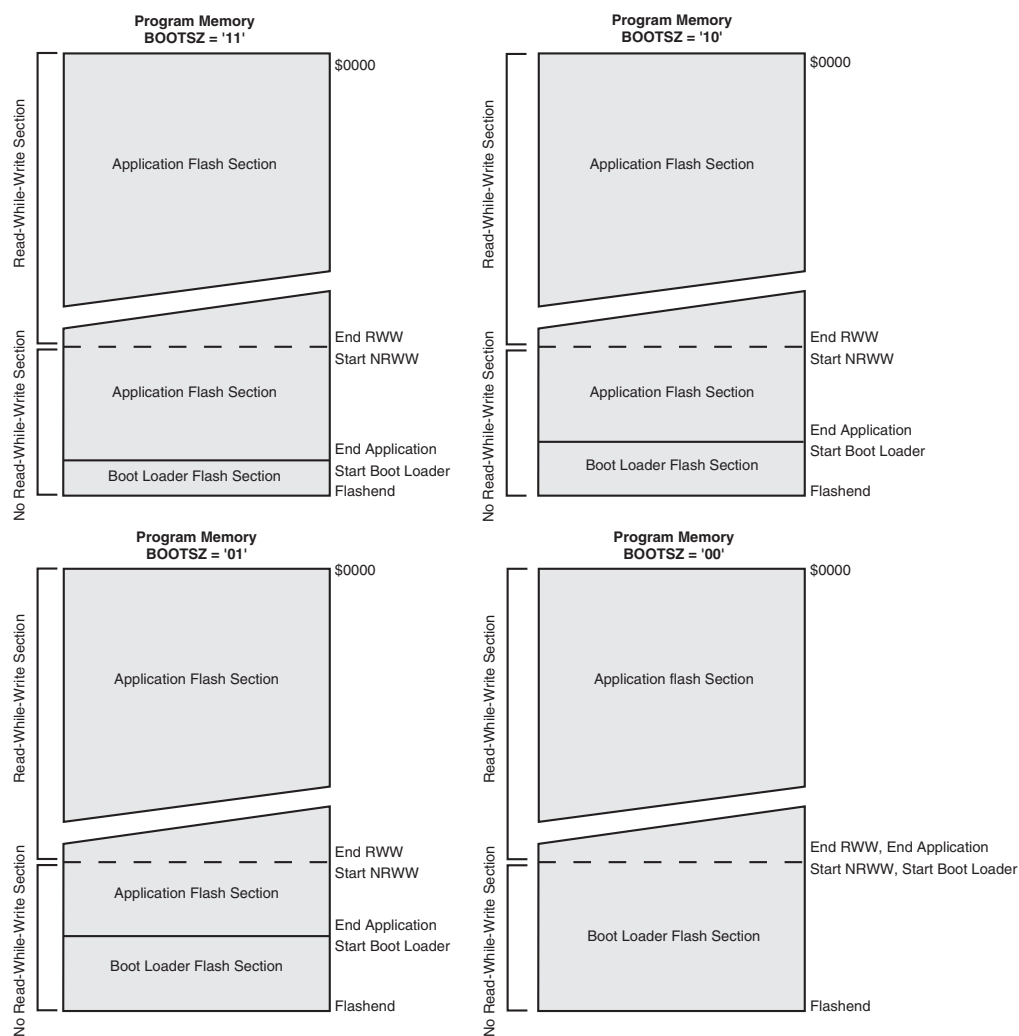 Program Memory
BOOTSZ = '11'
$0000
Read-While-Write Section
Application Flash Section
End RWW
Start NRWW
No Read-While-Write Section
Application Flash Section
End Application
Start Boot Loader
Boot Loader Flash Section
Flashend
Program Memory
BOOTSZ = '10'
$0000
Read-While-Write Section
Application Flash Section
End RWW
Start NRWW
No Read-While-Write Section
Application Flash Section
End Application
Start Boot Loader
Boot Loader Flash Section
Flashend
Program Memory
BOOTSZ = '01'
$0000
Read-While-Write Section
Application Flash Section
End RWW
Start NRWW
No Read-While-Write Section
Application Flash Section
End Application
Start Boot Loader
Boot Loader Flash Section
Flashend
Program Memory
BOOTSZ = '00'
$0000
Read-While-Write Section
Application flash Section
End RWW, End Application
Start NRWW, Start Boot Loader
No Read-While-Write Section
Boot Loader Flash Section
Flashend